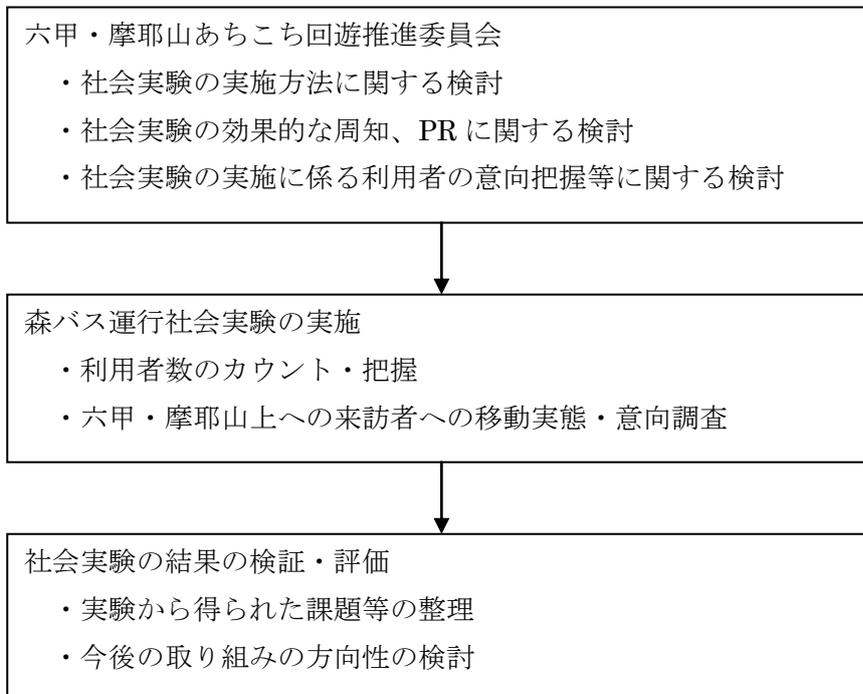 六甲・摩耶山あちこち回遊推進委員会
・社会実験の実施方法に関する検討
・社会実験の効果的な周知、PR に関する検討
・社会実験の実施に係る利用者の意向把握等に関する検討
森バス運行社会実験の実施
・利用者数のカウント・把握
・六甲・摩耶山上への来訪者への移動実態・意向調査
社会実験の結果の検証・評価
・実験から得られた課題等の整理
・今後の取り組みの方向性の検討